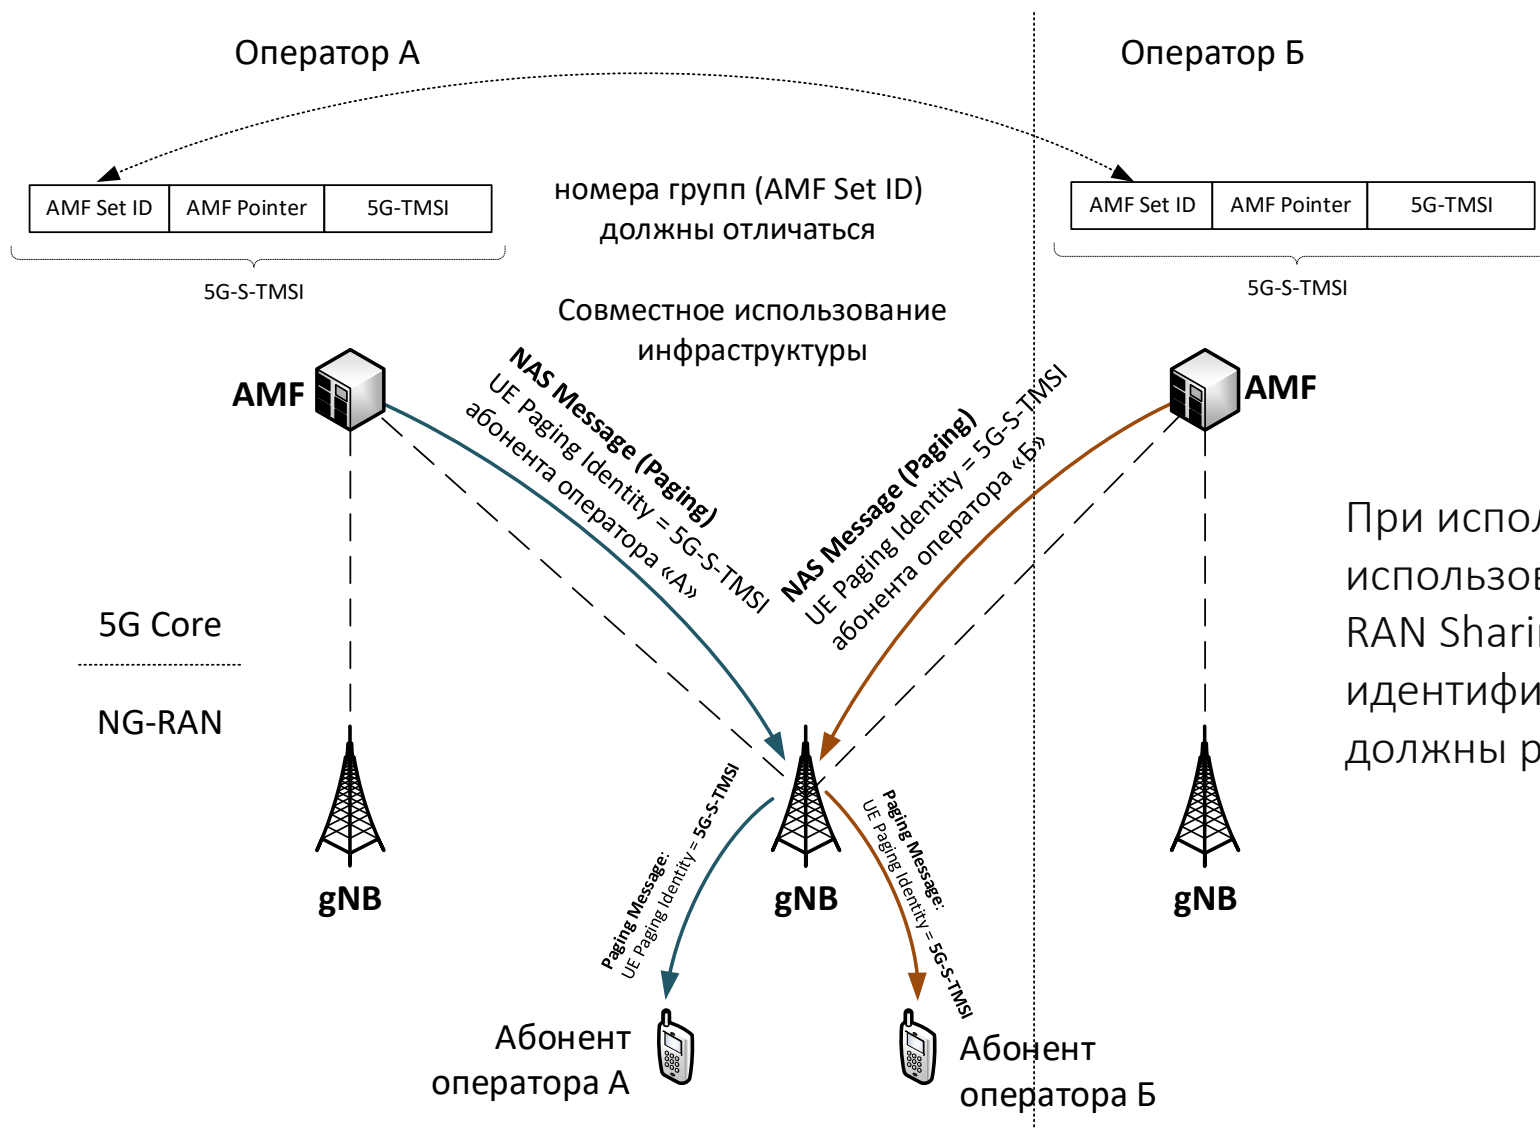 Оператор А
Оператор Б
AMF Set ID
AMF Pointer
5G-TMSI
5G-S-TMSI
номера групп (AMF Set ID)
должны отличаться
AMF Set ID
AMF Pointer
5G-TMSI
5G-S-TMSI
Совместное использование
инфраструктуры
AMF
NAS Message (Paging)
UE Paging Identity = 5G-S-TMSI
абонента оператора «А»
NAS Message (Paging)
UE Paging Identity = 5G-S-TMSI
абонента оператора «Б»
AMF
5G Core
NG-RAN
При
RAN
должны
gNB
Paging Message:
UE Paging Identity = 5G-S-TMSI
gNB
Paging Message:
UE Paging Identity = 5G-S-TMSI
gNB
Абонент
оператора А
Абонент
оператора Б